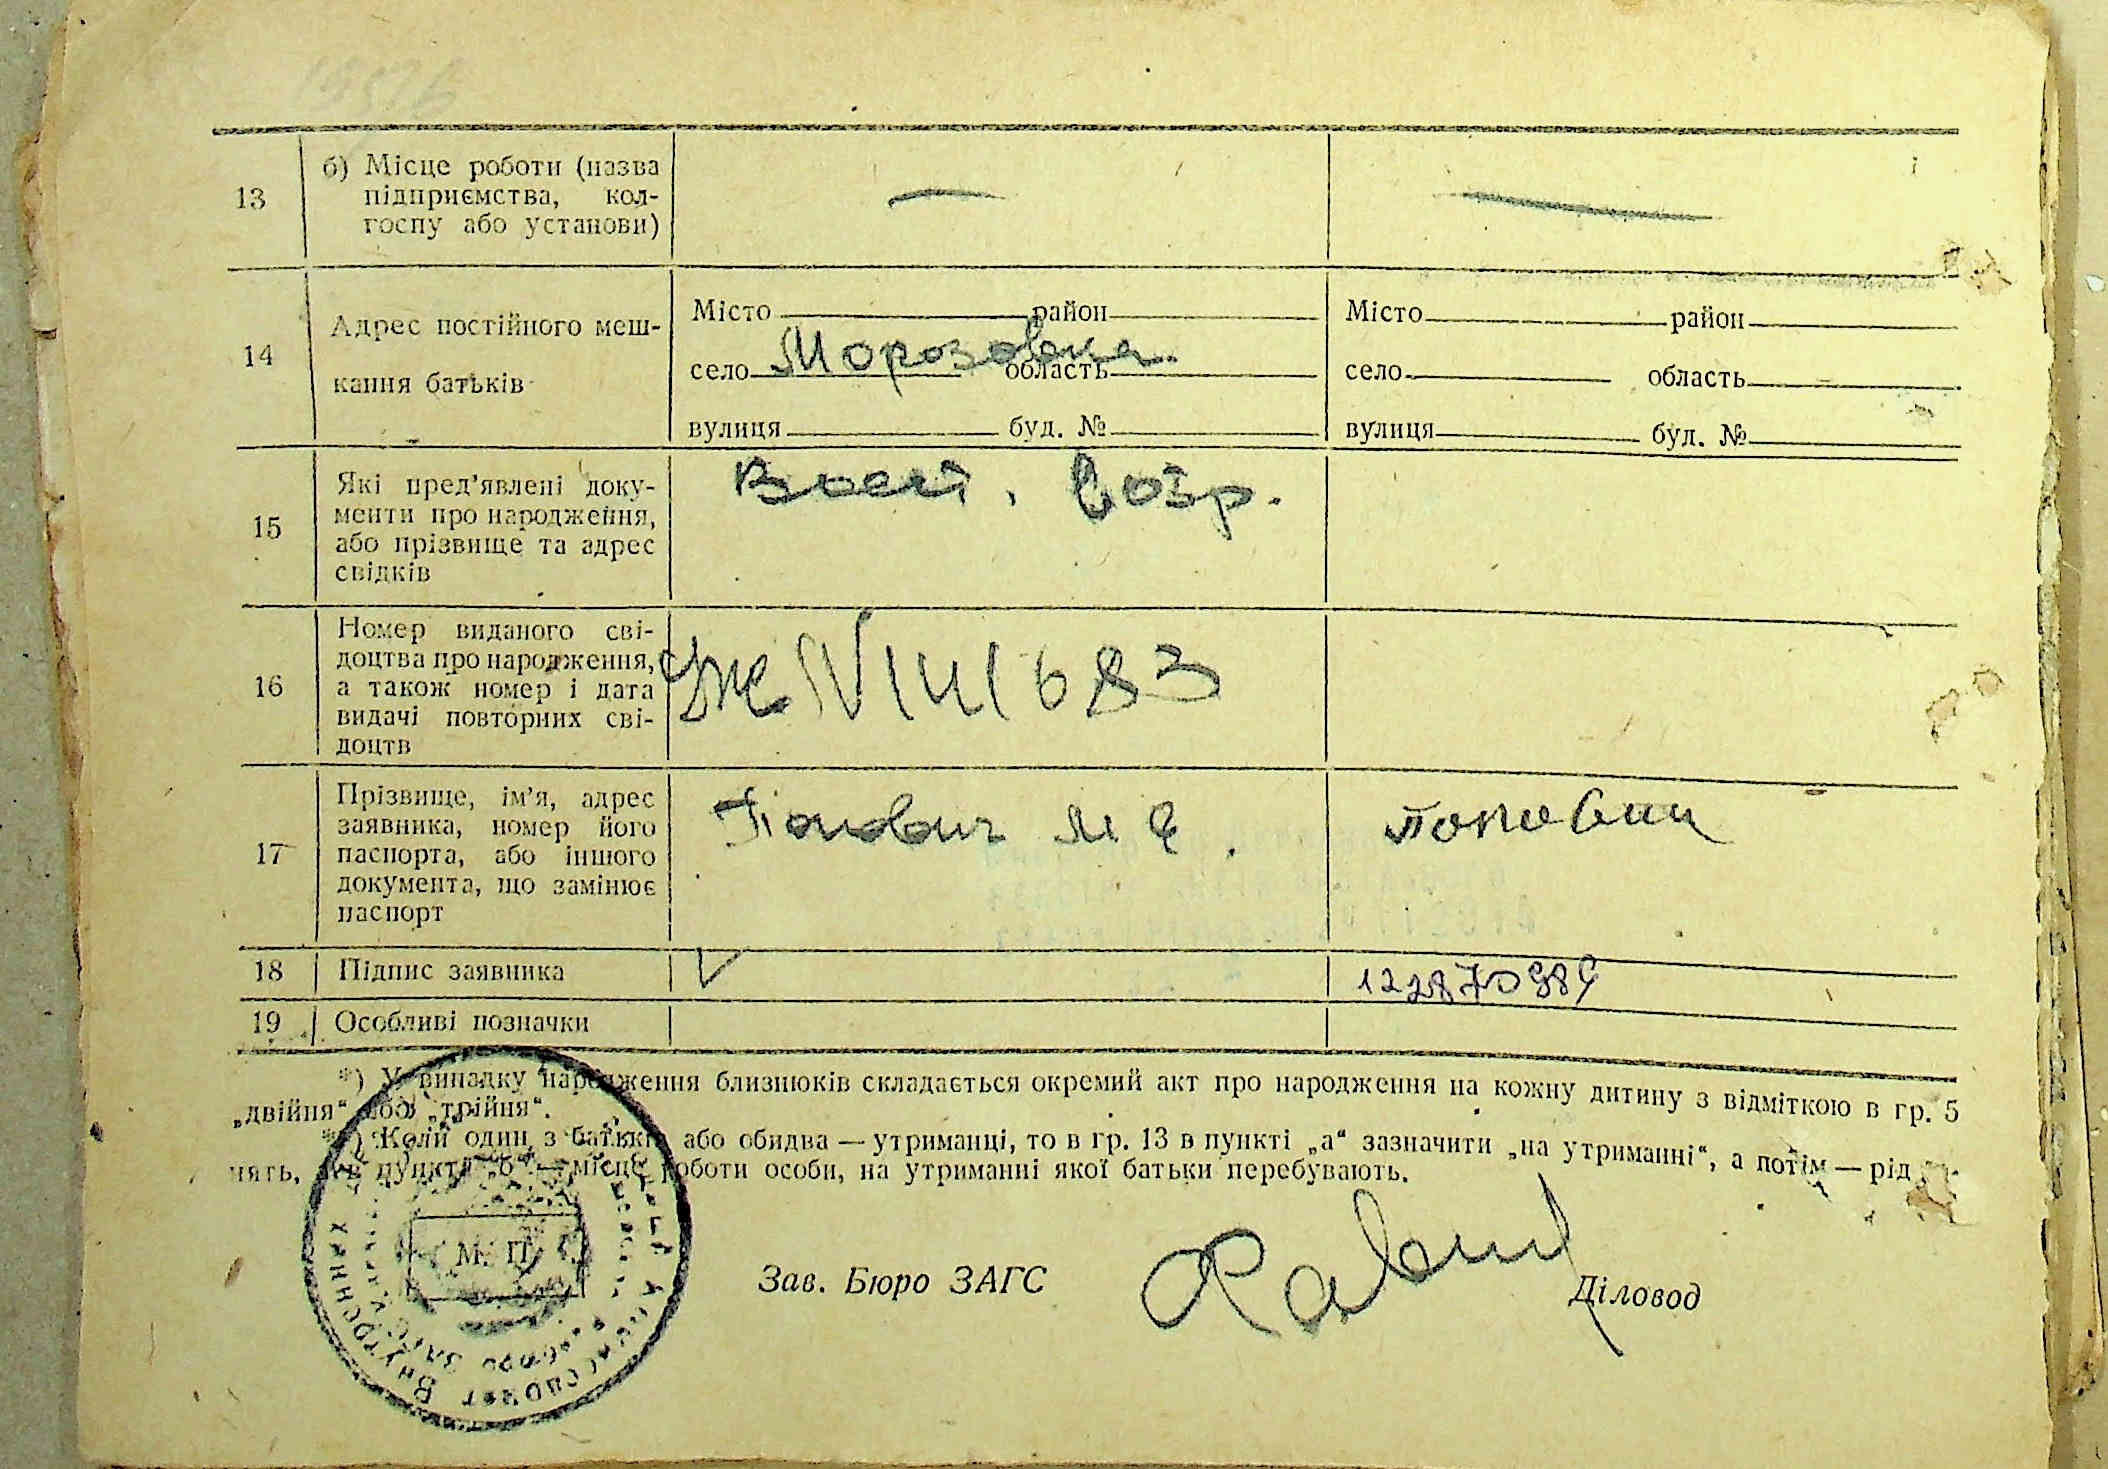 13
б) Місце роботи (назва
підприємства, кол-
госпу або установи)
—
—
14
Адрес постійного меш-
кання батьків
Місто район
село Морозовка область
вулиця буд. №
Місто район
село область
вулиця буд. №
15
Які пред’явлені доку-
менти про народження,
або прізвище та адрес
свідків
возр.
16
Номер виданого сві-
доцтва про народження,
а також номер і дата
видачі повторних сві-
доцтв
17
Прізвище, ім’я, адрес
заявника, номер його
паспорта, або іншого
документа, що замінює
паспорт
Попович М
Попович
18
Підпис заявника
V
19
Особливі позначки
*) У випадку народження близнюків складається окремий акт про народження на кожну дитину з відміткою в гр. 5
„двійня“ або „трійня“.
**) Коли один з батьків або обидва — утриманці, то в гр. 13 в пункті „а“ зазначити „на утриманні“, а потім — рід
нять, а в пункті „б“ — місце роботи особи, на утриманні якої батьки перебувають.
М. П.
Зав. Бюро ЗАГС
Діловод